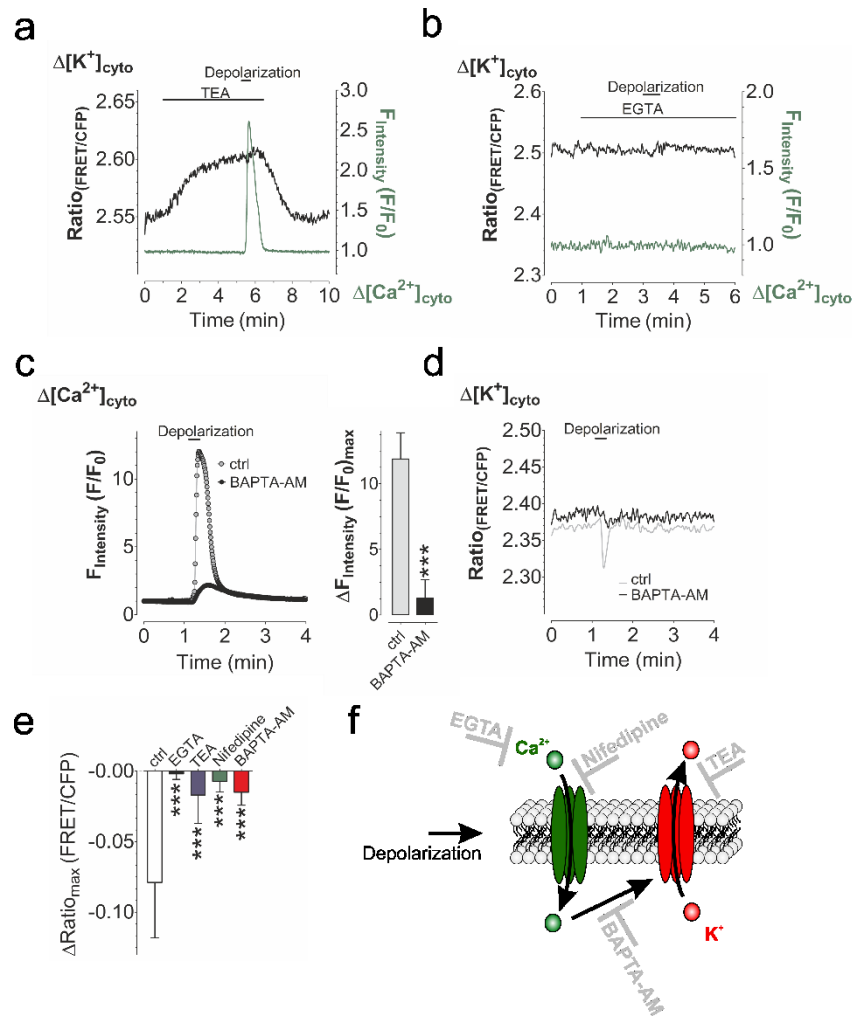 a
Δ[K⁺]cyto
Depolarization
TEA
2.65
2.60
2.55
Ratio(FRET/CFP)
3.0
2.5
2.0
1.5
1.0
FIntensity (F/F0)
0 2 4 6 8 10
Time (min)
Δ[Ca²⁺]cyto
b
Δ[K⁺]cyto
Depolarization
EGTA
2.6
2.5
2.4
2.3
Ratio(FRET/CFP)
2.0
1.5
1.0
FIntensity (F/F0)
0 1 2 3 4 5 6
Time (min)
Δ[Ca²⁺]cyto
c
Δ[Ca²⁺]cyto
Depolarization
ctrl
BAPTA-AM
10
5
0
FIntensity (F/F0)
0 1 2 3 4
Time (min)
10
5
0
ΔFIntensity (F/F0)max
***
ctrl
BAPTA-AM
d
Δ[K⁺]cyto
Depolarization
2.50
2.45
2.40
2.35
2.30
Ratio(FRET/CFP)
ctrl
BAPTA-AM
0 1 2 3 4
Time (min)
e
ctrl
EGTA
TEA
Nifedipine
BAPTA-AM
-0.00
-0.05
-0.10
ΔRatiomax (FRET/CFP)
***
***
***
***
f
EGTA
Ca²⁺
Nifedipine
TEA
Depolarization
BAPTA-AM
K⁺